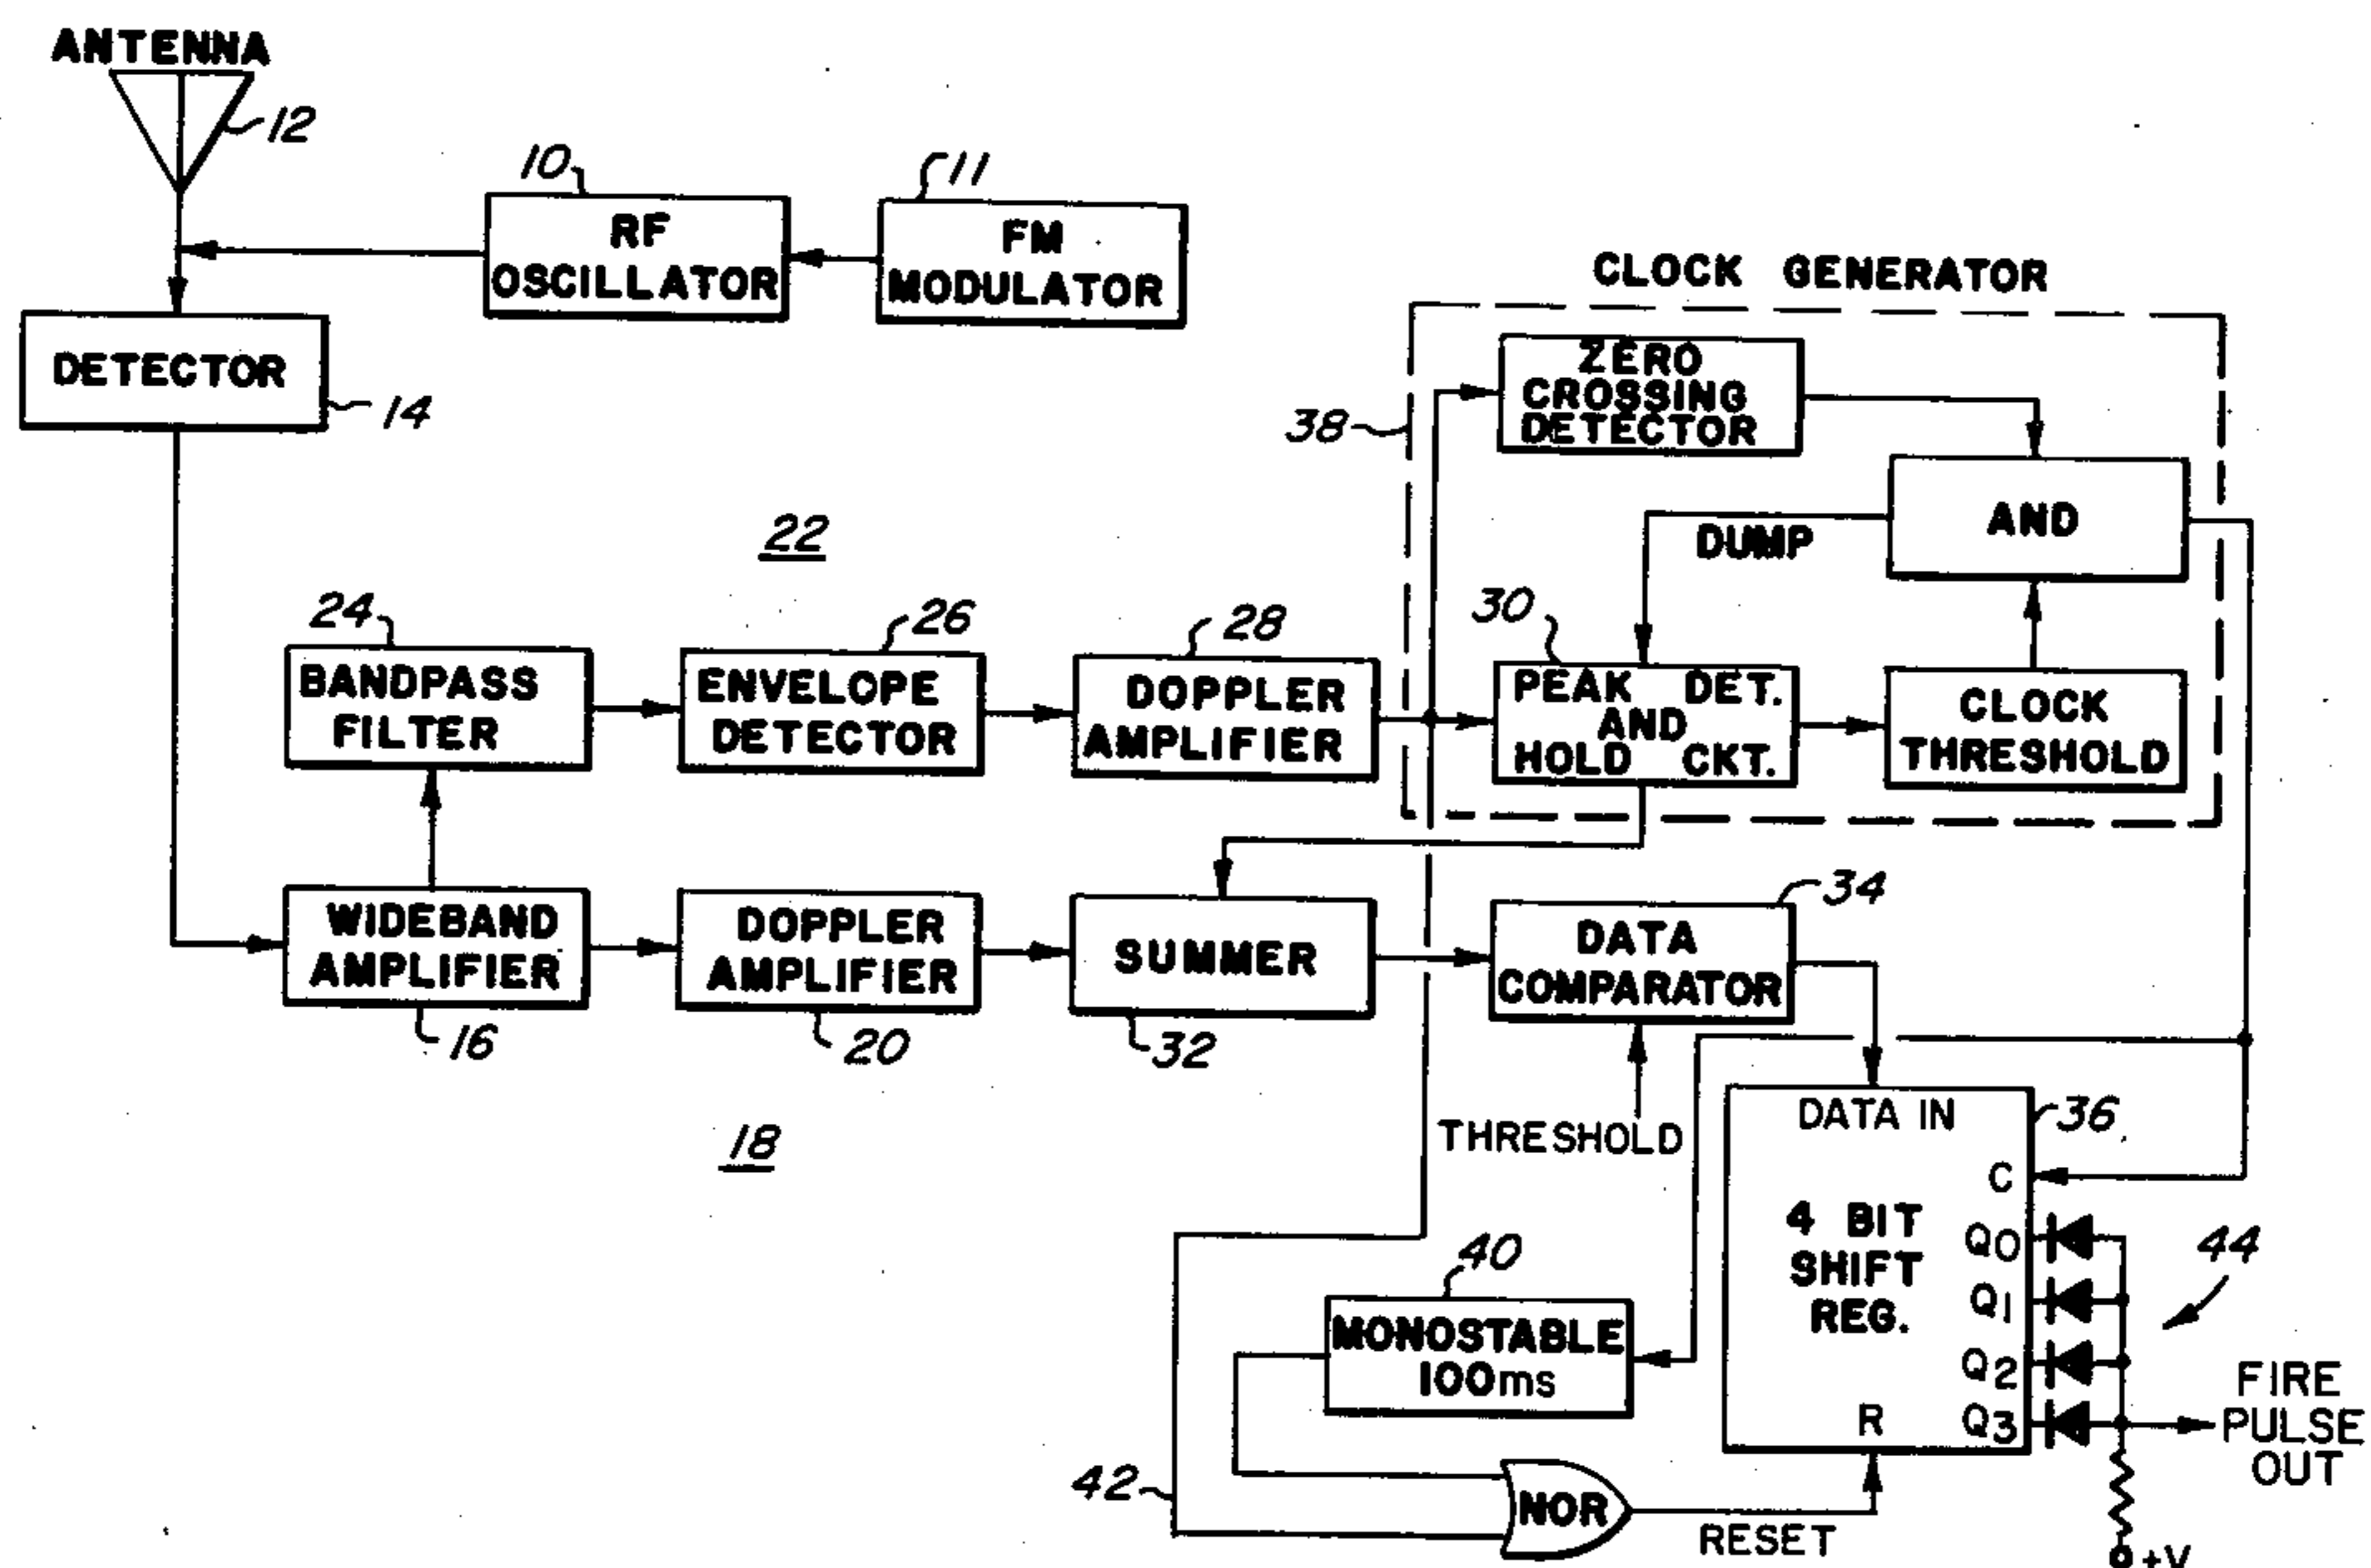 ANTENNA
12
10
11
RF
OSCILLATOR
FM
MODULATOR
DETECTOR
14
CLOCK GENERATOR
38
ZERO
CROSSING
DETECTOR
AND
DUMP
22
24
BANDPASS
FILTER
26
ENVELOPE
DETECTOR
28
DOPPLER
AMPLIFIER
30
PEAK DET.
AND
HOLD CKT.
CLOCK
THRESHOLD
WIDEBAND
AMPLIFIER
16
DOPPLER
AMPLIFIER
20
SUMMER
32
DATA
COMPARATOR
34
THRESHOLD
18
DATA IN
36
C
4 BIT
SHIFT
REG.
Q0
Q1
Q2
Q3
R
44
40
MONOSTABLE
100ms
42
NOR
RESET
FIRE
PULSE
OUT
+V